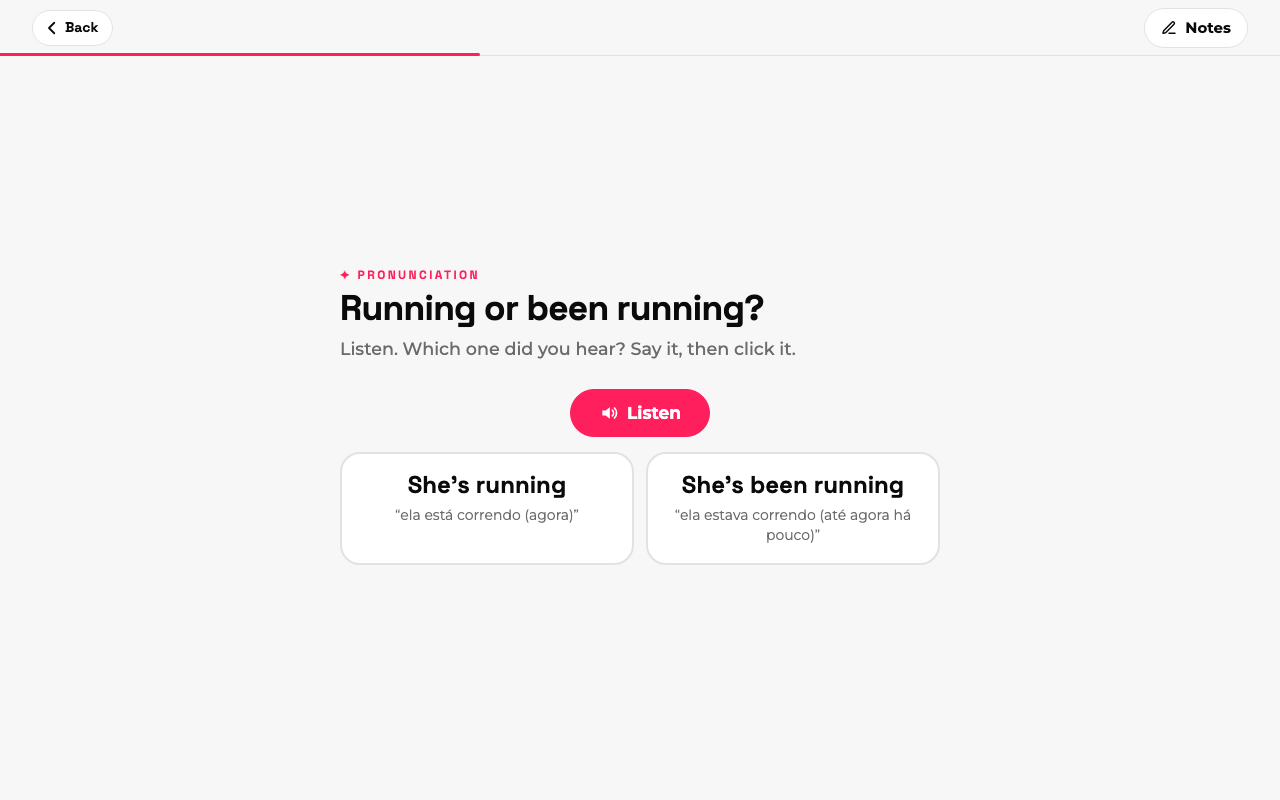 Back
Notes
✦ PRONUNCIATION
Running or been running?
Listen. Which one did you hear? Say it, then click it.
Listen
She’s running
“ela está correndo (agora)”
She’s been running
“ela estava correndo (até agora há
pouco)”